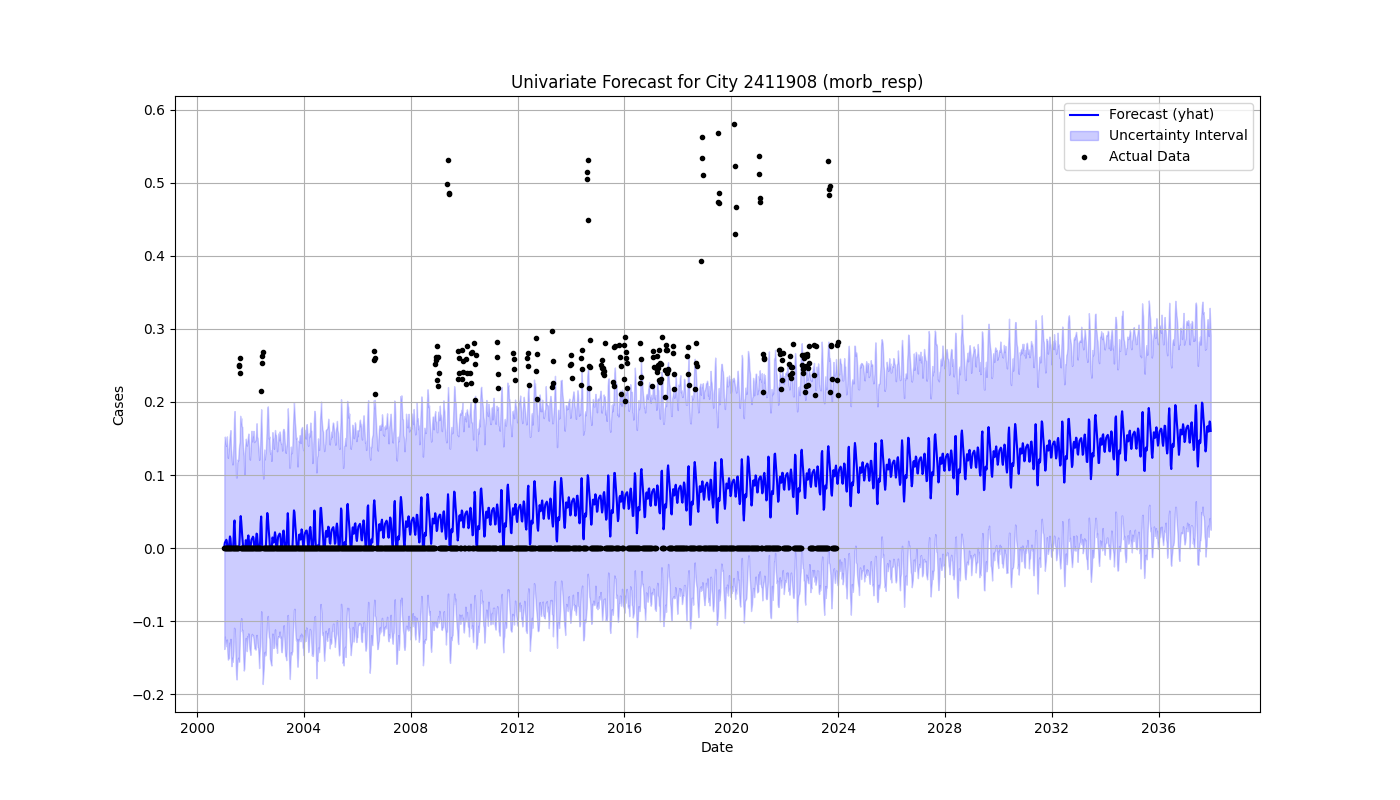 Univariate Forecast for City 2411908 (morb_resp)
Forecast (yhat)
Uncertainty Interval
Actual Data
Cases
0.6
0.5
0.4
0.3
0.2
0.1
0.0
−0.1
−0.2
2000 2004 2008 2012 2016 2020 2024 2028 2032 2036
Date